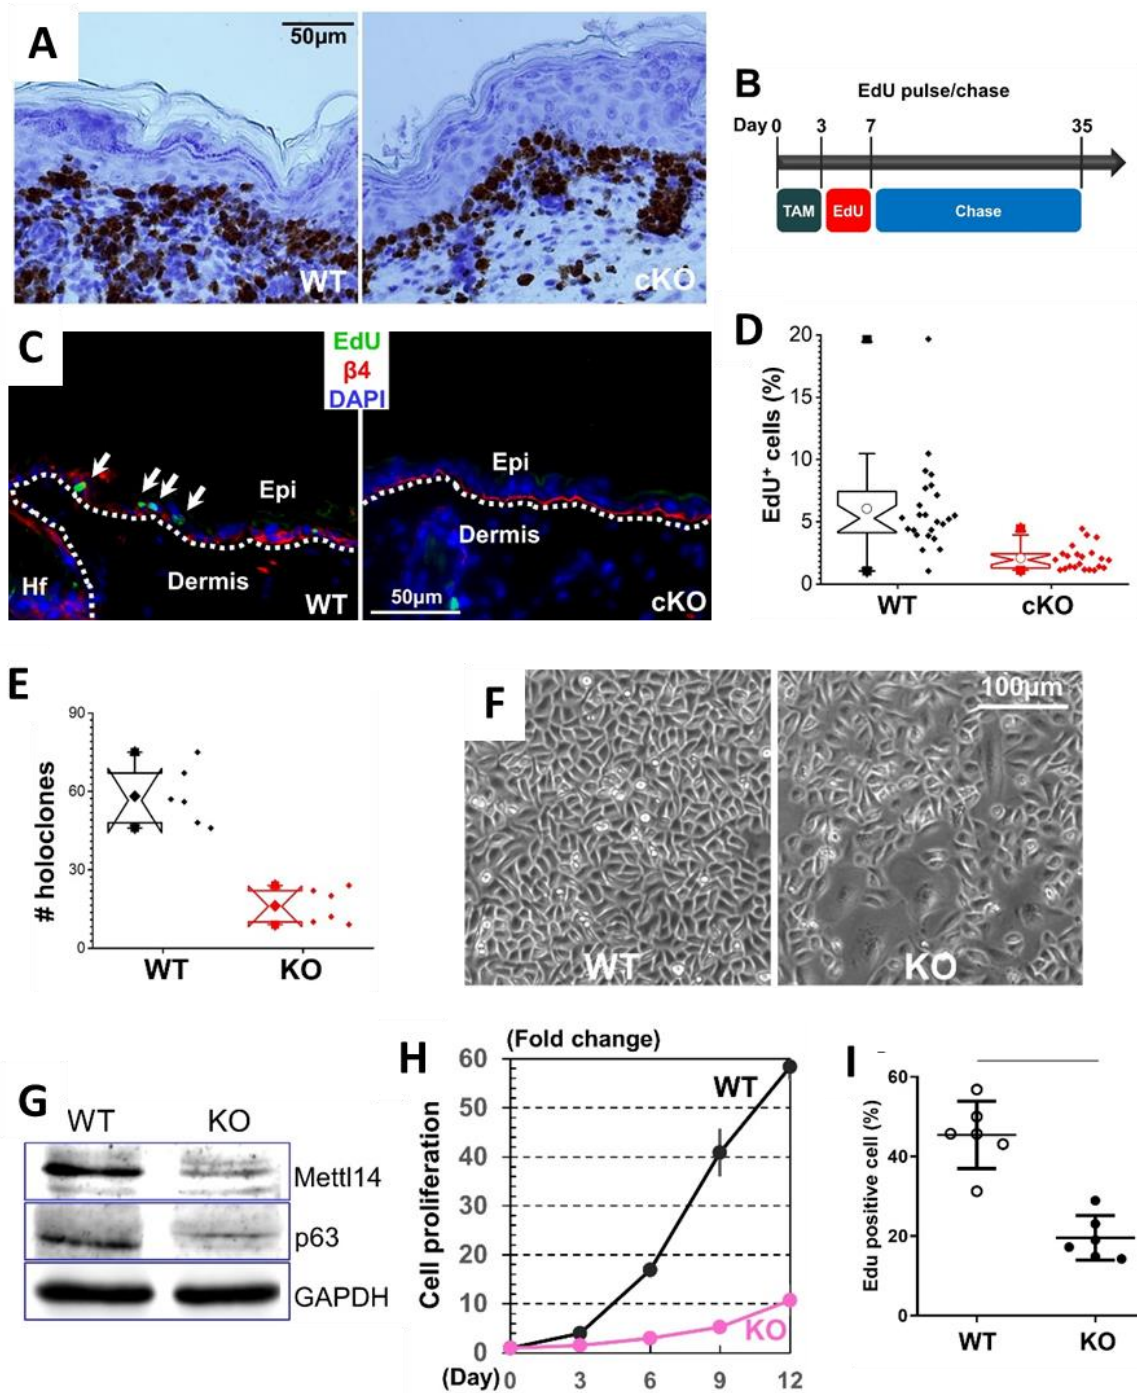 A
50µm
WT
cKO
B
EdU pulse/chase
Day 0 3 7 35
TAM
EdU
Chase
C
EdU
β4
DAPI
Epi
Hf
Dermis
WT
Epi
Dermis
50µm
cKO
D
EdU⁺ cells (%)
20
15
10
5
0
WT
cKO
E
# holoclones
90
60
30
0
WT
KO
F
WT
100µm
KO
G
WT KO
Mettl14
p63
GAPDH
H
(Fold change)
Cell proliferation
60
50
40
30
20
10
0
WT
KO
(Day) 0 3 6 9 12
I
Edu positive cell (%)
60
40
20
0
WT
KO